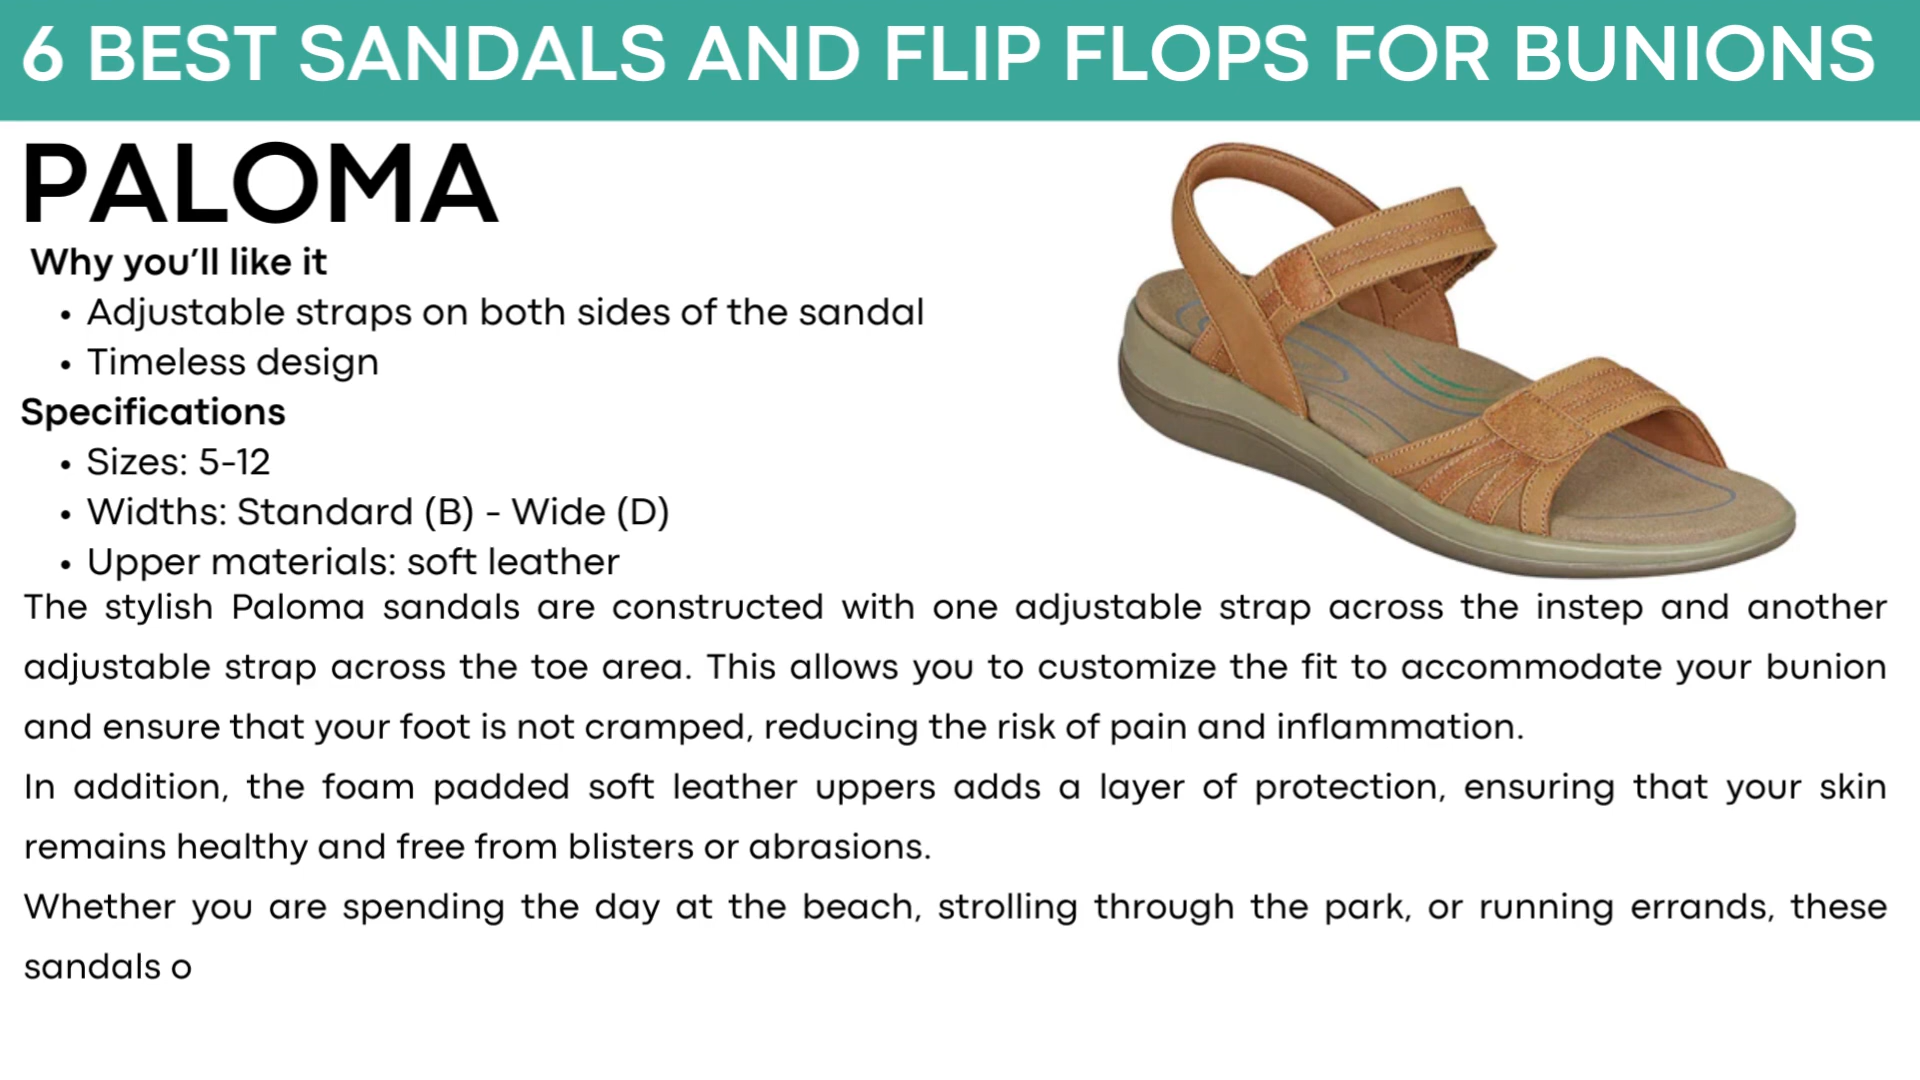 6 BEST SANDALS AND FLIP FLOPS FOR BUNIONS
PALOMA
Why you’ll like it
• Adjustable straps on both sides of the sandal
• Timeless design
Specifications
• Sizes: 5-12
• Widths: Standard (B) - Wide (D)
• Upper materials: soft leather
The stylish Paloma sandals are constructed with one adjustable strap across the instep and another
adjustable strap across the toe area. This allows you to customize the fit to accommodate your bunion
and ensure that your foot is not cramped, reducing the risk of pain and inflammation.
In addition, the foam padded soft leather uppers adds a layer of protection, ensuring that your skin
remains healthy and free from blisters or abrasions.
Whether you are spending the day at the beach, strolling through the park, or running errands, these
sandals o